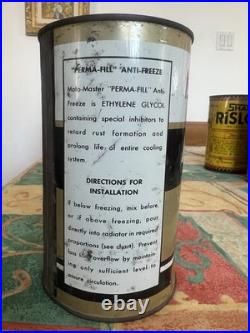 "PERMA-FILL" ANTI-FREEZE
Moto-Master "PERMA-FILL" Anti-
Freeze is ETHYLENE GLYCOL
containing special inhibitors to
retard rust formation and
prolong life of entire cooling
system.
DIRECTIONS FOR
INSTALLATION
If below freezing, mix before,
or if above freezing, pour
directly into radiator in required
proportions (see chart). Prevent
loss overflow by maintain-
ing only sufficient level to
assure circulation.
RISLO